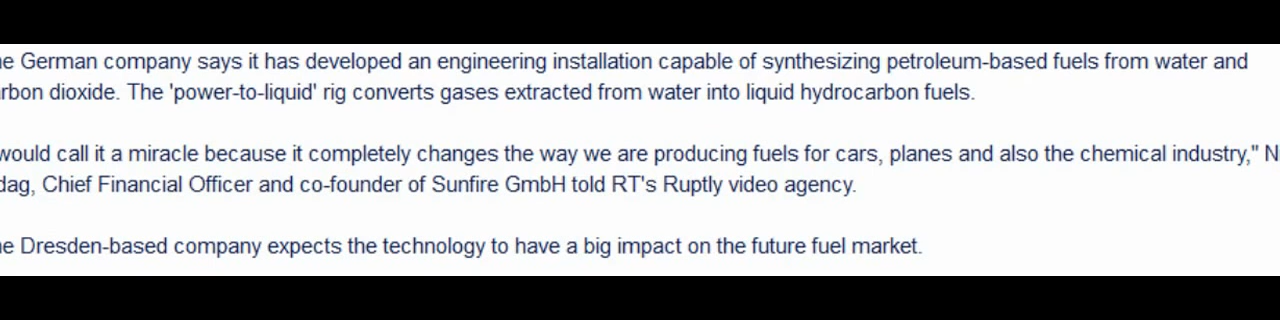 German company says it has developed an engineering installation capable of synthesizing petroleum-based fuels from water and
dioxide. The 'power-to-liquid' rig converts gases extracted from water into liquid hydrocarbon fuels.
would call it a miracle because it completely changes the way we are producing fuels for cars, planes and also the chemical industry,"
Chief Financial Officer and co-founder of Sunfire GmbH told RT's Ruptly video agency.
Dresden-based company expects the technology to have a big impact on the future fuel market.